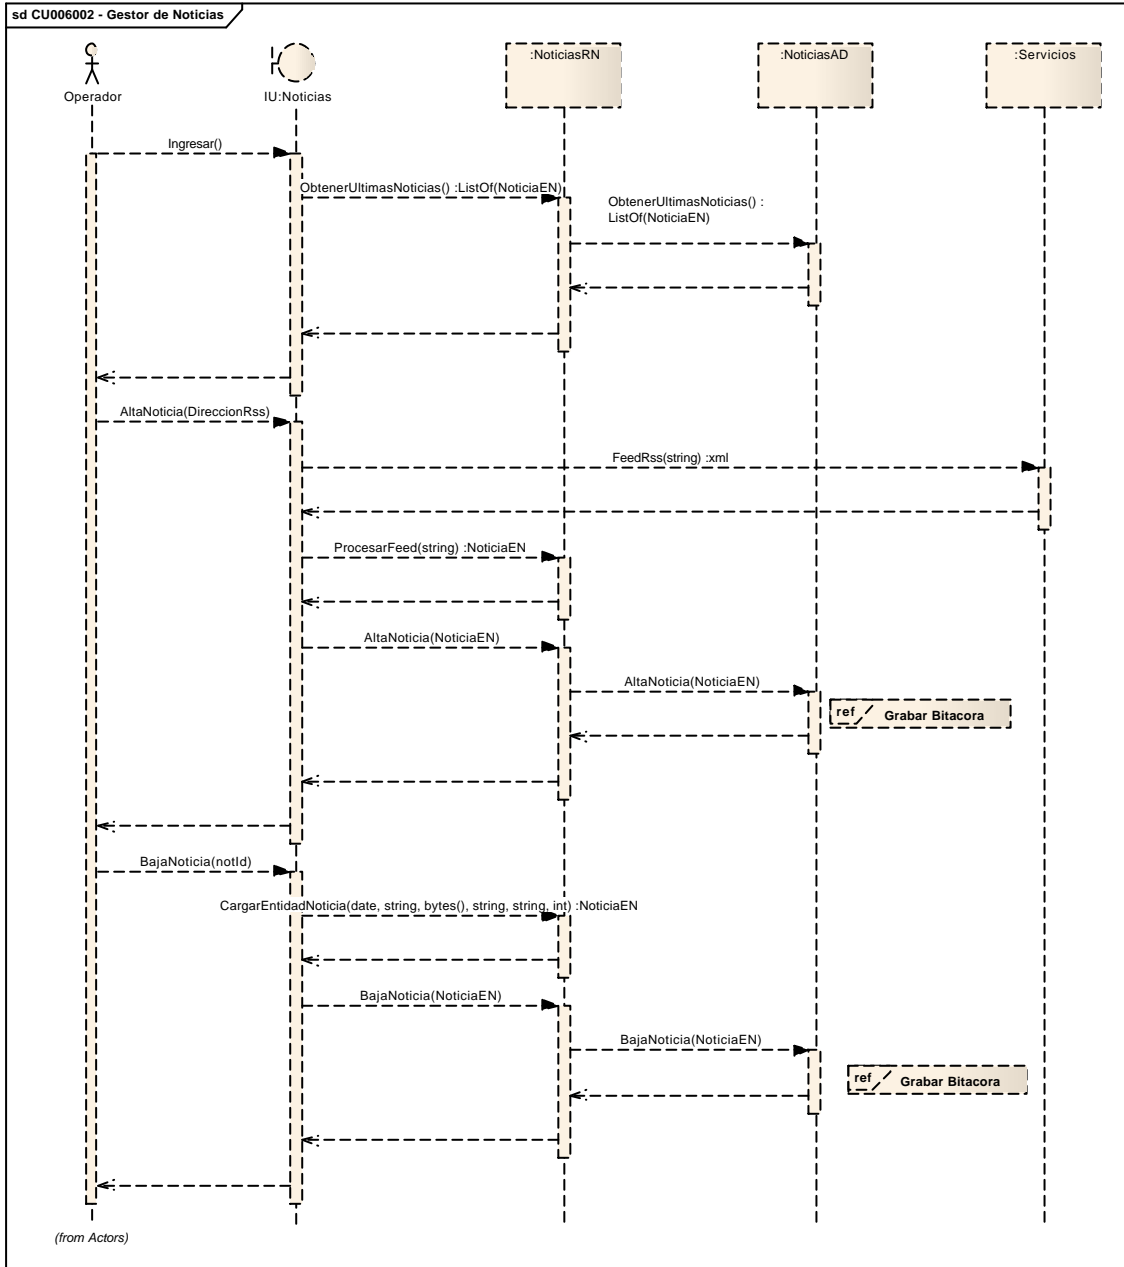 sd CU006002 - Gestor de Noticias
Operador
IU:Noticias
:NoticiasRN
:NoticiasAD
:Servicios
Ingresar()
ObtenerUltimasNoticias() :ListOf(NoticiaEN)
ObtenerUltimasNoticias() :
ListOf(NoticiaEN)
AltaNoticia(DireccionRss)
FeedRss(string) :xml
ProcesarFeed(string) :NoticiaEN
AltaNoticia(NoticiaEN)
AltaNoticia(NoticiaEN)
ref
Grabar Bitacora
BajaNoticia(notId)
CargarEntidadNoticia(date, string, bytes(), string, string, int) :NoticiaEN
BajaNoticia(NoticiaEN)
BajaNoticia(NoticiaEN)
ref
Grabar Bitacora
(from Actors)